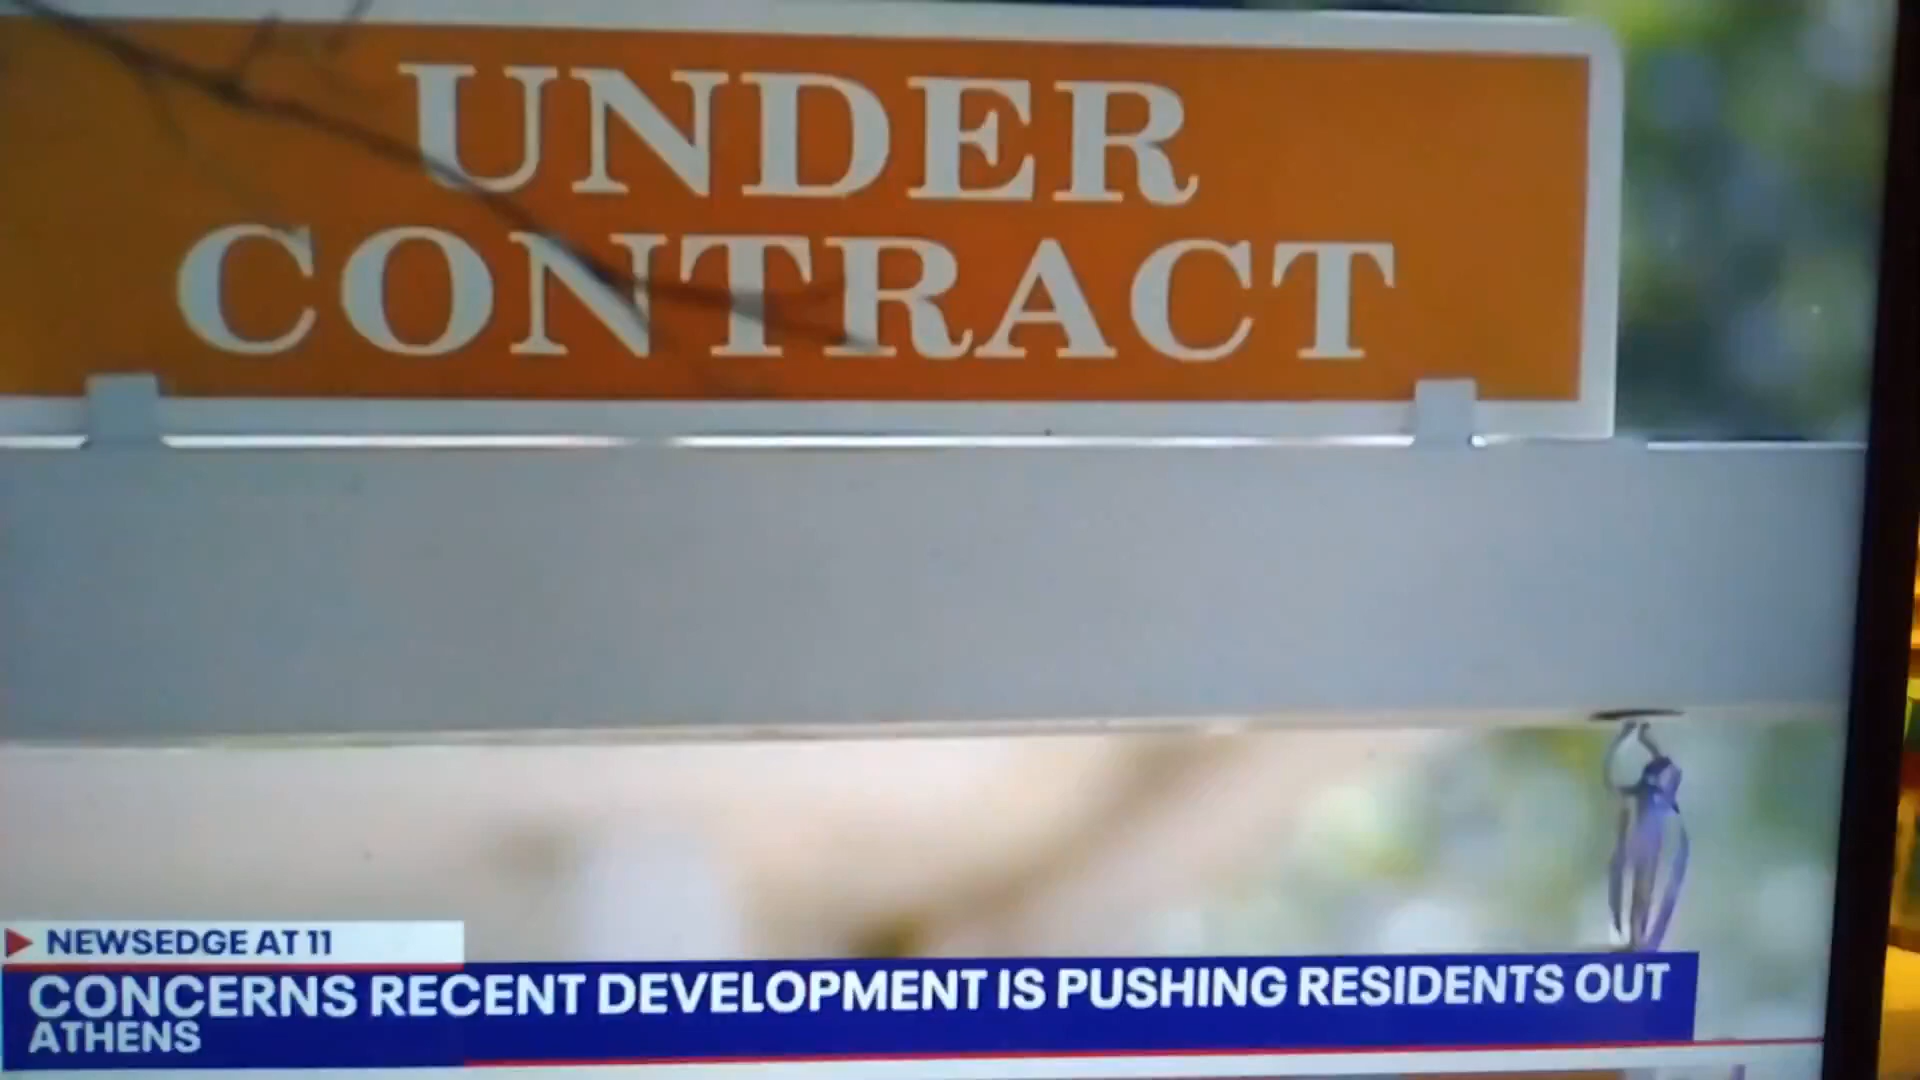 UNDER
CONTRACT
NEWSEDGE AT 11
CONCERNS RECENT DEVELOPMENT IS PUSHING RESIDENTS OUT
ATHENS